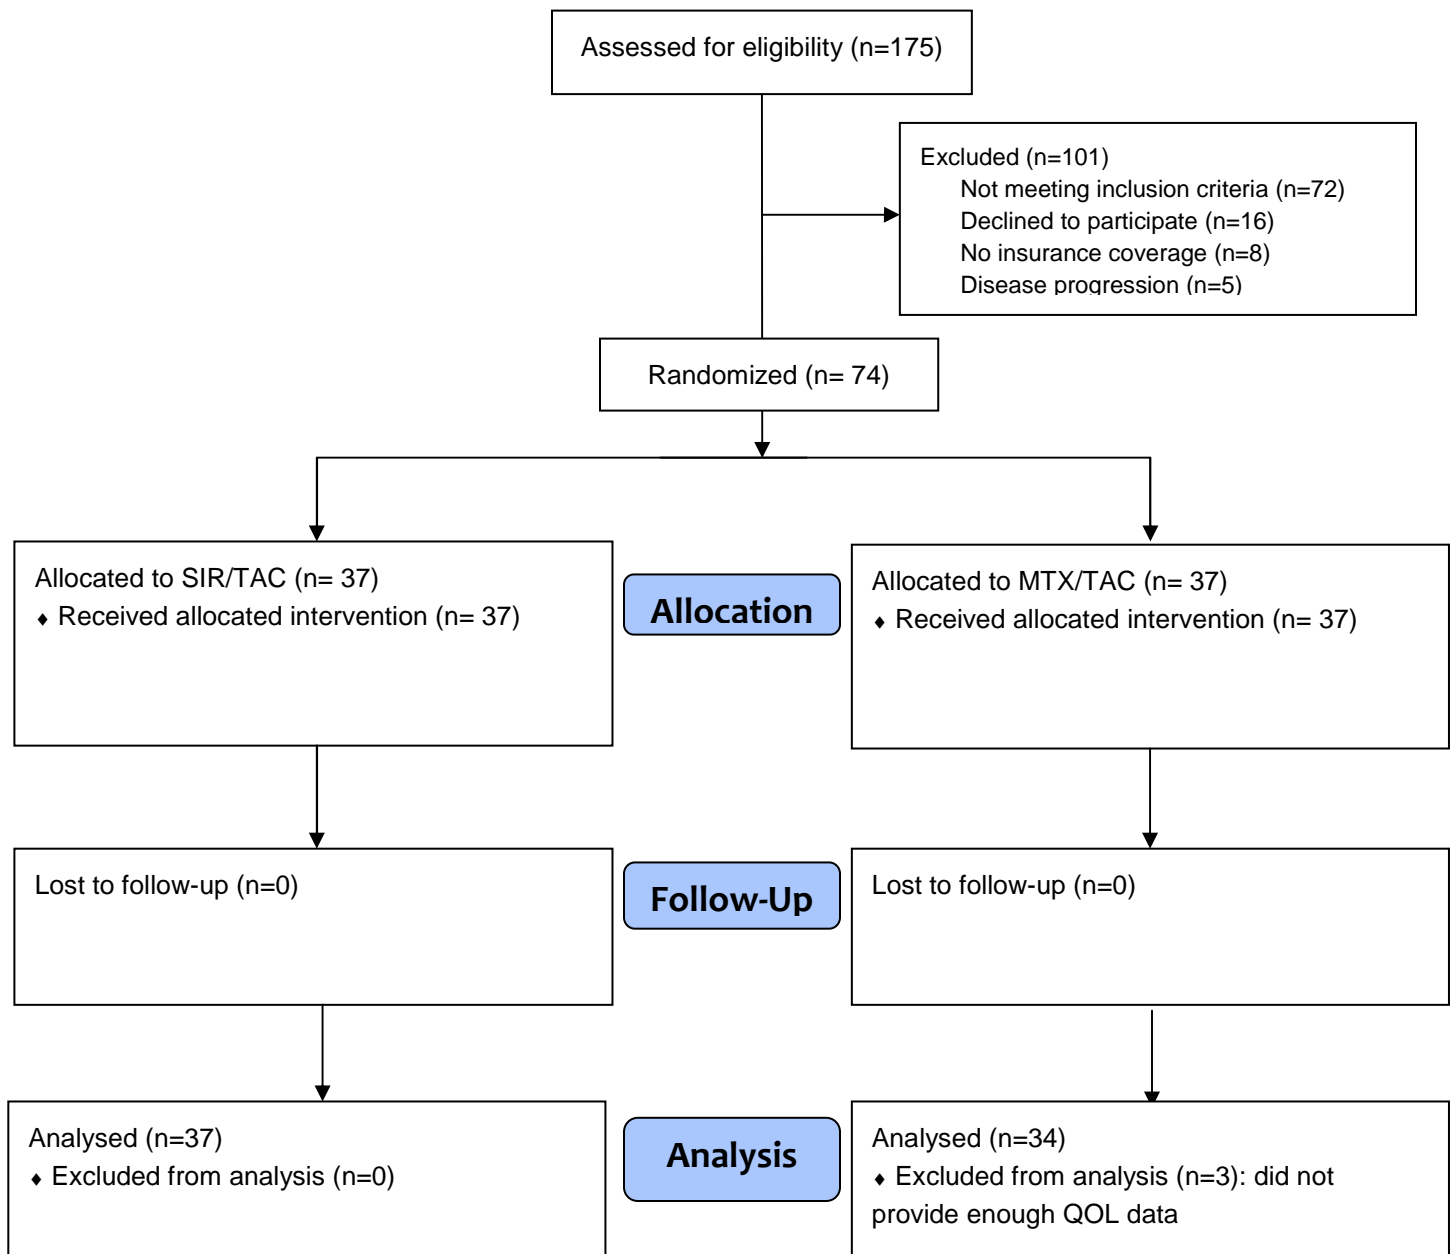 Assessed for eligibility (n=175)
Excluded (n=101)
Not meeting inclusion criteria (n=72)
Declined to participate (n=16)
No insurance coverage (n=8)
Disease progression (n=5)
Randomized (n= 74)
Allocated to SIR/TAC (n= 37)
♦ Received allocated intervention (n= 37)
Allocation
Allocated to MTX/TAC (n= 37)
♦ Received allocated intervention (n= 37)
Lost to follow-up (n=0)
Follow-Up
Lost to follow-up (n=0)
Analysed (n=37)
♦ Excluded from analysis (n=0)
Analysis
Analysed (n=34)
♦ Excluded from analysis (n=3): did not
provide enough QOL data